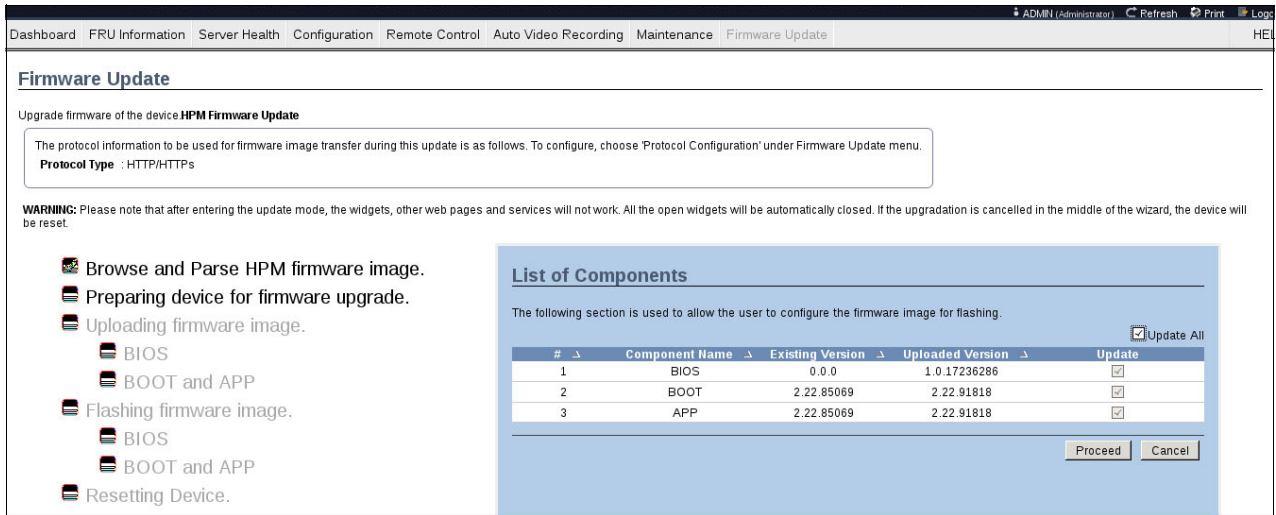 ADMIN (Administrator) Refresh Print Logo
Dashboard FRU Information Server Health Configuration Remote Control Auto Video Recording Maintenance Firmware Update HEL
Firmware Update
Upgrade firmware of the device.HPM Firmware Update
The protocol information to be used for firmware image transfer during this update is as follows. To configure, choose 'Protocol Configuration' under Firmware Update menu.
Protocol Type : HTTP/HTTPs
WARNING: Please note that after entering the update mode, the widgets, other web pages and services will not work. All the open widgets will be automatically closed. If the upgradation is cancelled in the middle of the wizard, the device will
be reset.
Browse and Parse HPM firmware image.
Preparing device for firmware upgrade.
Uploading firmware image.
BIOS
BOOT and APP
Flashing firmware image.
BIOS
BOOT and APP
Resetting Device.
List of Components
The following section is used to allow the user to configure the firmware image for flashing.
Update All
# Component Name Existing Version Uploaded Version Update
1 BIOS 0.0.0 1.0.17236286
2 BOOT 2.22.85069 2.22.91818
3 APP 2.22.85069 2.22.91818
Proceed Cancel